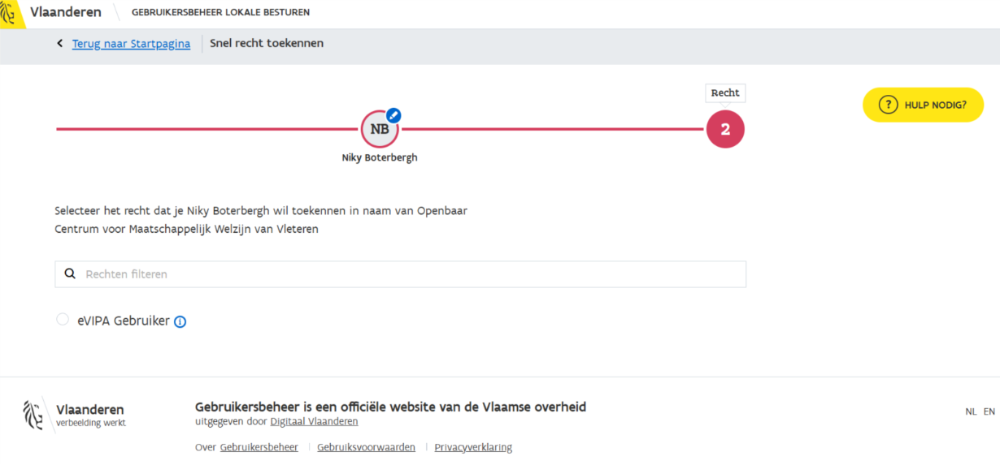 Vlaanderen
GEBRUIKERSBEHEER LOKALE BESTUREN
Terug naar Startpagina
Snel recht toekennen
Recht
HULP NODIG?
NB
2
Niky Boterbergh
Selecteer het recht dat je Niky Boterbergh wil toekennen in naam van Openbaar
Centrum voor Maatschappelijk Welzijn van Vleteren
Rechten filteren
eVIPA Gebruiker
Vlaanderen
verbeelding werkt
Gebruikersbeheer is een officiële website van de Vlaamse overheid
uitgegeven door Digitaal Vlaanderen
Over Gebruikersbeheer
Gebruiksvoorwaarden
Privacyverklaring
NL EN